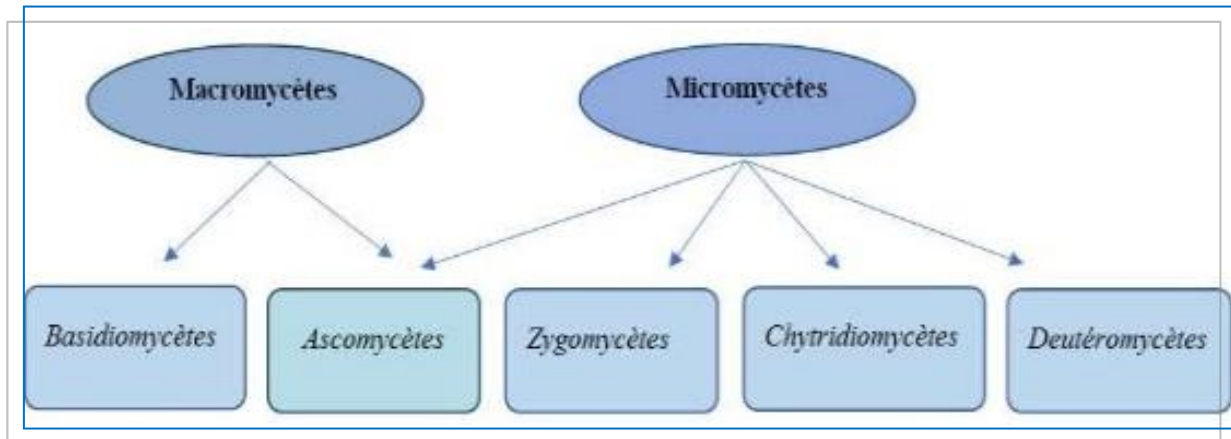 Macromycètes
Micromycètes
Basidiomycètes
Ascomycètes
Zygomycètes
Chytridiomycètes
Deutéromycètes